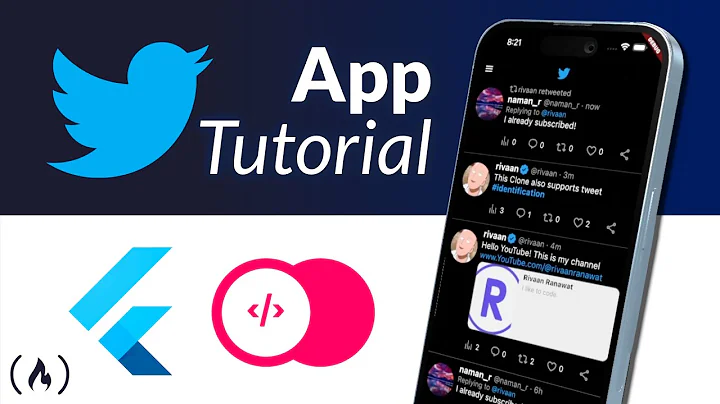 App
Tutorial
</>
8:21
DEBUG
rivaan retweeted
naman_r @naman_r · now
Replying to @rivaan
I already subscribed!
0 0 0 0
rivaan @rivaan · 3m
This Clone also supports tweet
#identification
3 1 0 2
rivaan @rivaan · 4m
Hello YouTube! This is my channel
www.YouTube.com/@rivaanranawat
Rivaan Ranawat
i like to code.
R
2 0 2 0
naman_r @naman_r · 6h
Replying to @rivaan
I already subscribed!